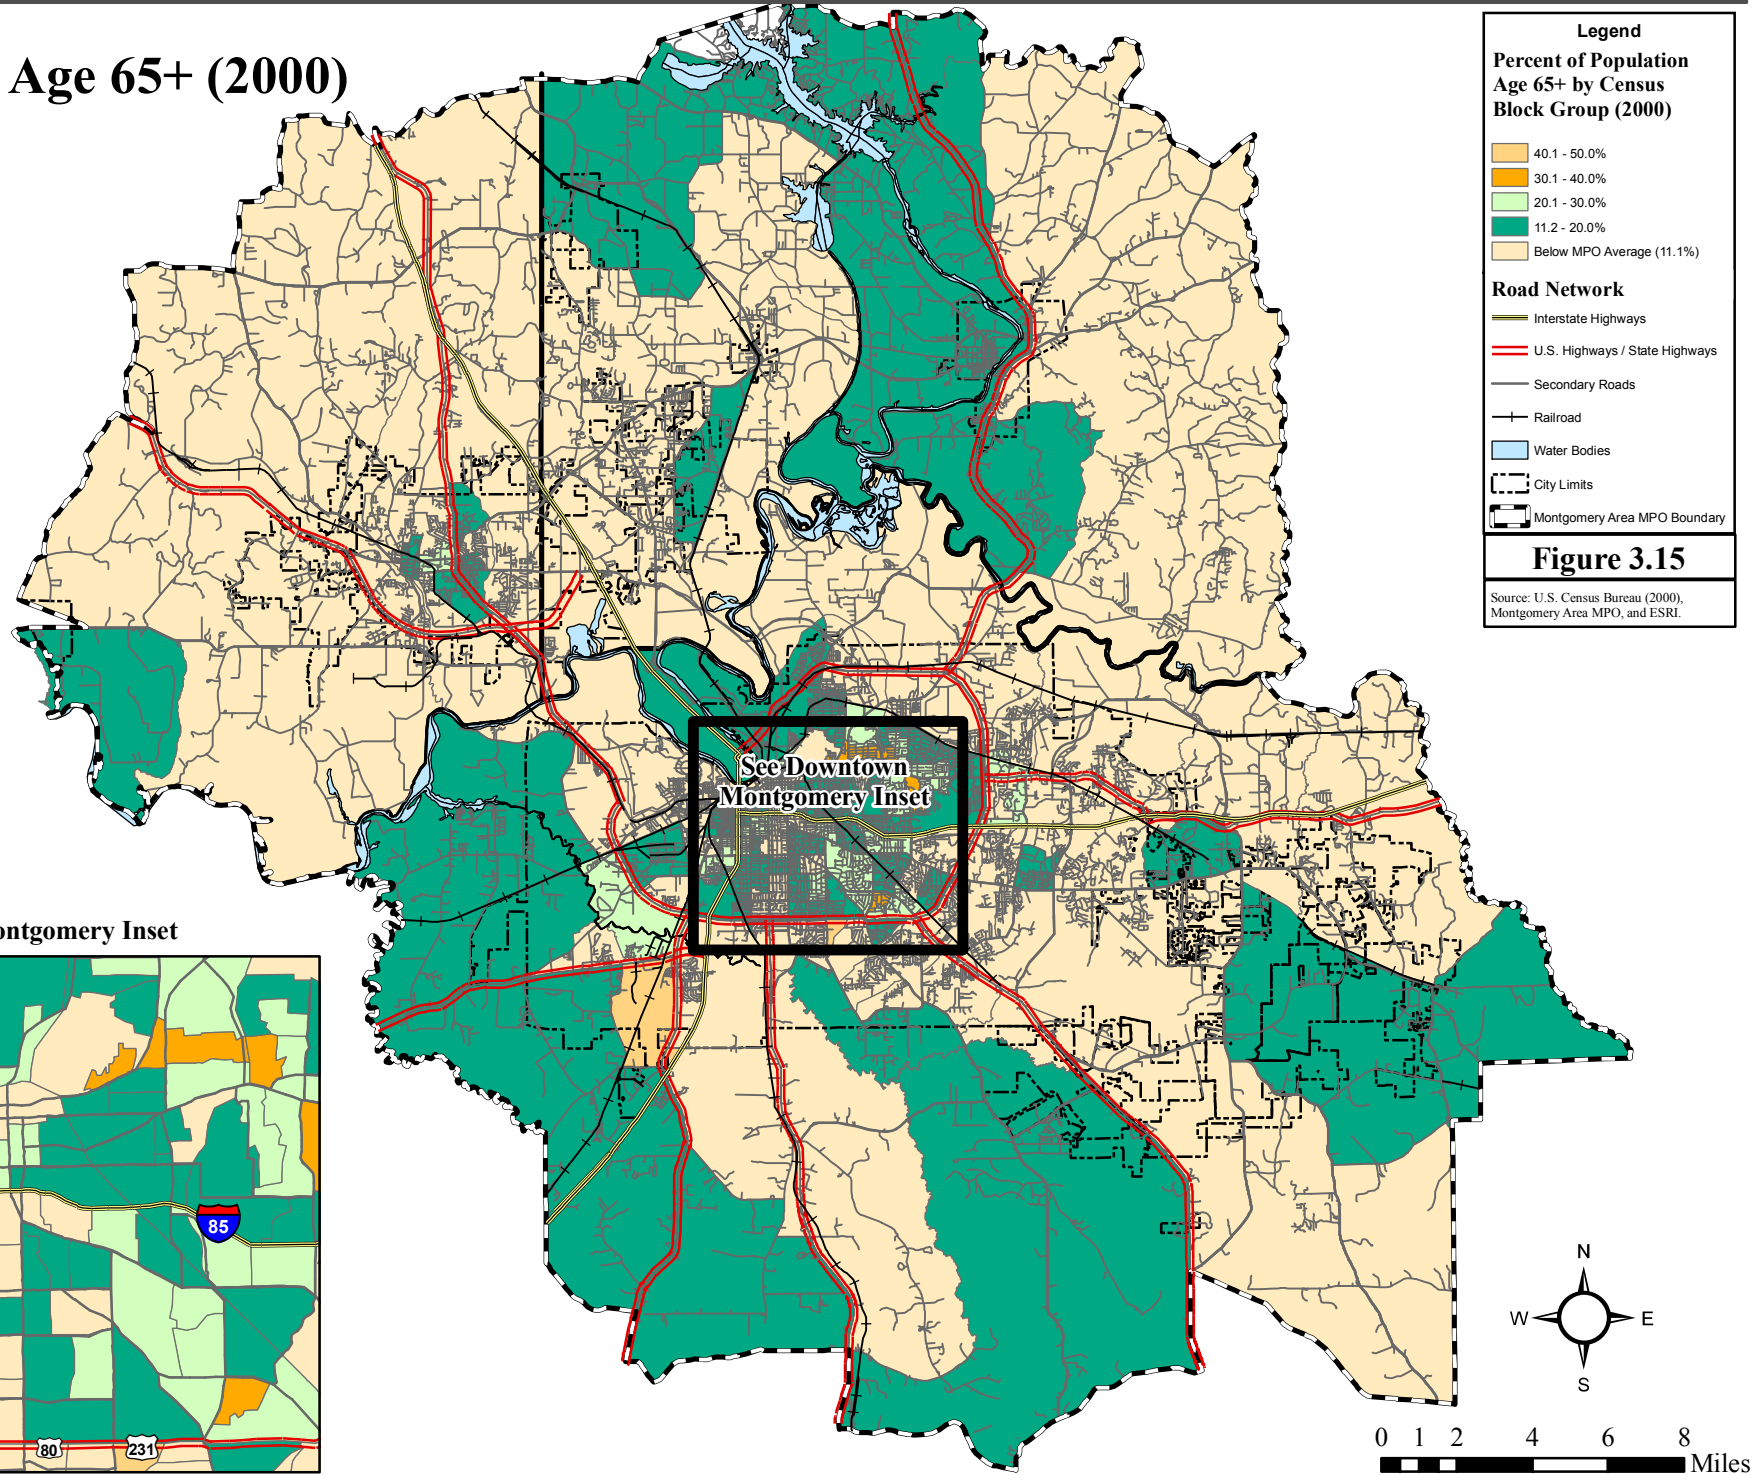 Age 65+ (2000)
Legend
Percent of Population
Age 65+ by Census
Block Group (2000)
40.1 - 50.0%
30.1 - 40.0%
20.1 - 30.0%
11.2 - 20.0%
Below MPO Average (11.1%)
Road Network
Interstate Highways
U.S. Highways / State Highways
Secondary Roads
Railroad
Water Bodies
City Limits
Montgomery Area MPO Boundary
Figure 3.15
Source: U.S. Census Bureau (2000),
Montgomery Area MPO, and ESRI.
See Downtown
Montgomery Inset
ontgomery Inset
85
80
231
N
W E
S
0 1 2 4 6 8
Miles